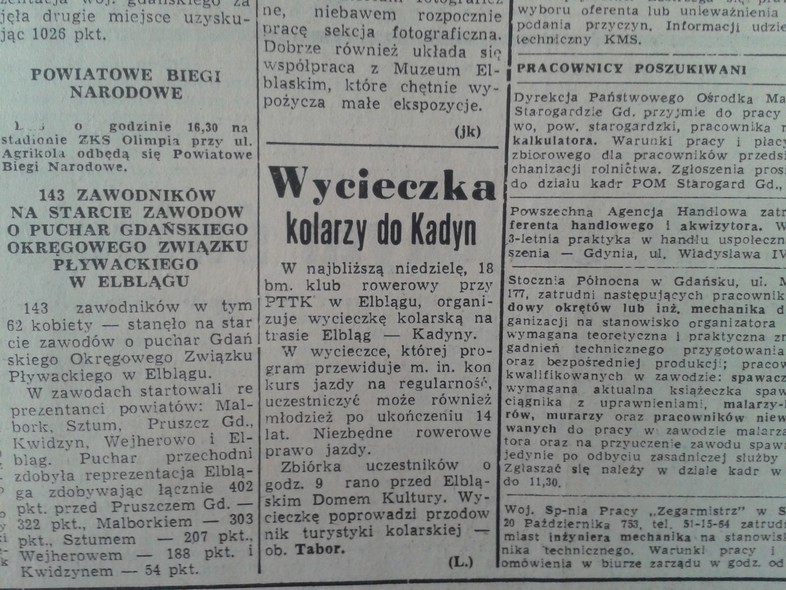 jęła drugie miejsce uzysku-
jąc 1026 pkt.
POWIATOWE BIEGI
NARODOWE
o godzinie 16,30 na
stadionie ZKS Olimpia przy ul.
Agrikola odbędą się Powiatowe
Biegi Narodowe.
143 ZAWODNIKÓW
NA STARCIE ZAWODÓW
O PUCHAR GDAŃSKIEGO
OKRĘGOWEGO ZWIĄZKU
PŁYWACKIEGO
W ELBLĄGU
143 zawodników w tym
62 kobiety — stanęło na star
cie zawodów o puchar Gdań
skiego Okręgowego Związku
Pływackiego w Elblągu.
W zawodach startowali re
prezentanci powiatów: Mal-
bork, Sztum, Pruszcz Gd.,
Kwidzyn, Wejherowo i El-
bląg. Puchar przechodni
zdobyła reprezentacja Elblą-
ga zdobywając łącznie 402
pkt. przed Pruszczem Gd. —
322 pkt., Malborkiem — 303
pkt., Sztumem — 207 pkt.,
Wejherowem — 188 pkt. i
Kwidzynem — 54 pkt.
ne, niebawem rozpocznie
pracę sekcja fotograficzna.
Dobrze również układa się
współpraca z Muzeum El-
bląskim, które chętnie wy-
pożycza małe ekspozycje.
(jk)
Wycieczka
kolarzy do Kadyn
W najbliższą niedzielę, 18
bm. klub rowerowy przy
PTTK w Elblągu, organi-
zuje wycieczkę kolarską na
trasie Elbląg — Kadyny.
W wycieczce, której pro-
gram przewiduje m. in. kon
kurs jazdy na regularność,
uczestniczyć może również
młodzież po ukończeniu 14
lat. Niezbędne rowerowe
prawo jazdy.
Zbiórka uczestników o
godz. 9 rano przed Elblą-
skim Domem Kultury. Wy-
cieczkę poprowadzi przodow
nik turystyki kolarskiej —
ob. Tabor.
(L.)
wyboru oferenta lub unieważnienia
podania przyczyn. Informacji udzie
techniczny KMS.
PRACOWNICY POSZUKIWANI
Dyrekcja Państwowego Ośrodka Ma
Starogardzie Gd. przyjmie do pracy
wo, pow. starogardzki, pracownika
kalkulatora. Warunki pracy i płacy
zbiorowego dla pracowników przedsi
chanizacji rolnictwa. Zgłoszenia pros
do działu kadr POM Starogard Gd.,
Powszechna Agencja Handlowa zatr
ferenta handlowego i akwizytora. W
3-letnia praktyka w handlu uspołeczn
szenia — Gdynia, ul. Władysława IV
Stocznia Północna w Gdańsku, ul. M
177, zatrudni następujących pracownik
dowy okrętów lub inż. mechanika d
ganizacji na stanowisko organizatora
wymagana teoretyczna i praktyczna zn
gadnień technicznego przygotowania
oraz bezpośredniej produkcji; pracow
kwalifikowanych w zawodzie: spawacz
wymagana aktualna książeczka spaw
ciągnika z uprawnieniami, malarzy-
rów, murarzy oraz pracowników niew
wanych do pracy w zawodzie malarza
tora oraz na przyuczenie zawodu spawa
jedynie po odbyciu zasadniczej służby
Zgłaszać się należy w dziale kadr w
do 11,30.
Woj. Sp-nia Pracy „Zegarmistrz” w S
20 Października 753, tel. 51-15-64 zatrud
miast inżyniera mechanika na stanowis
nika technicznego. Warunki pracy i
omówienia w biurze zarządu w godz. od